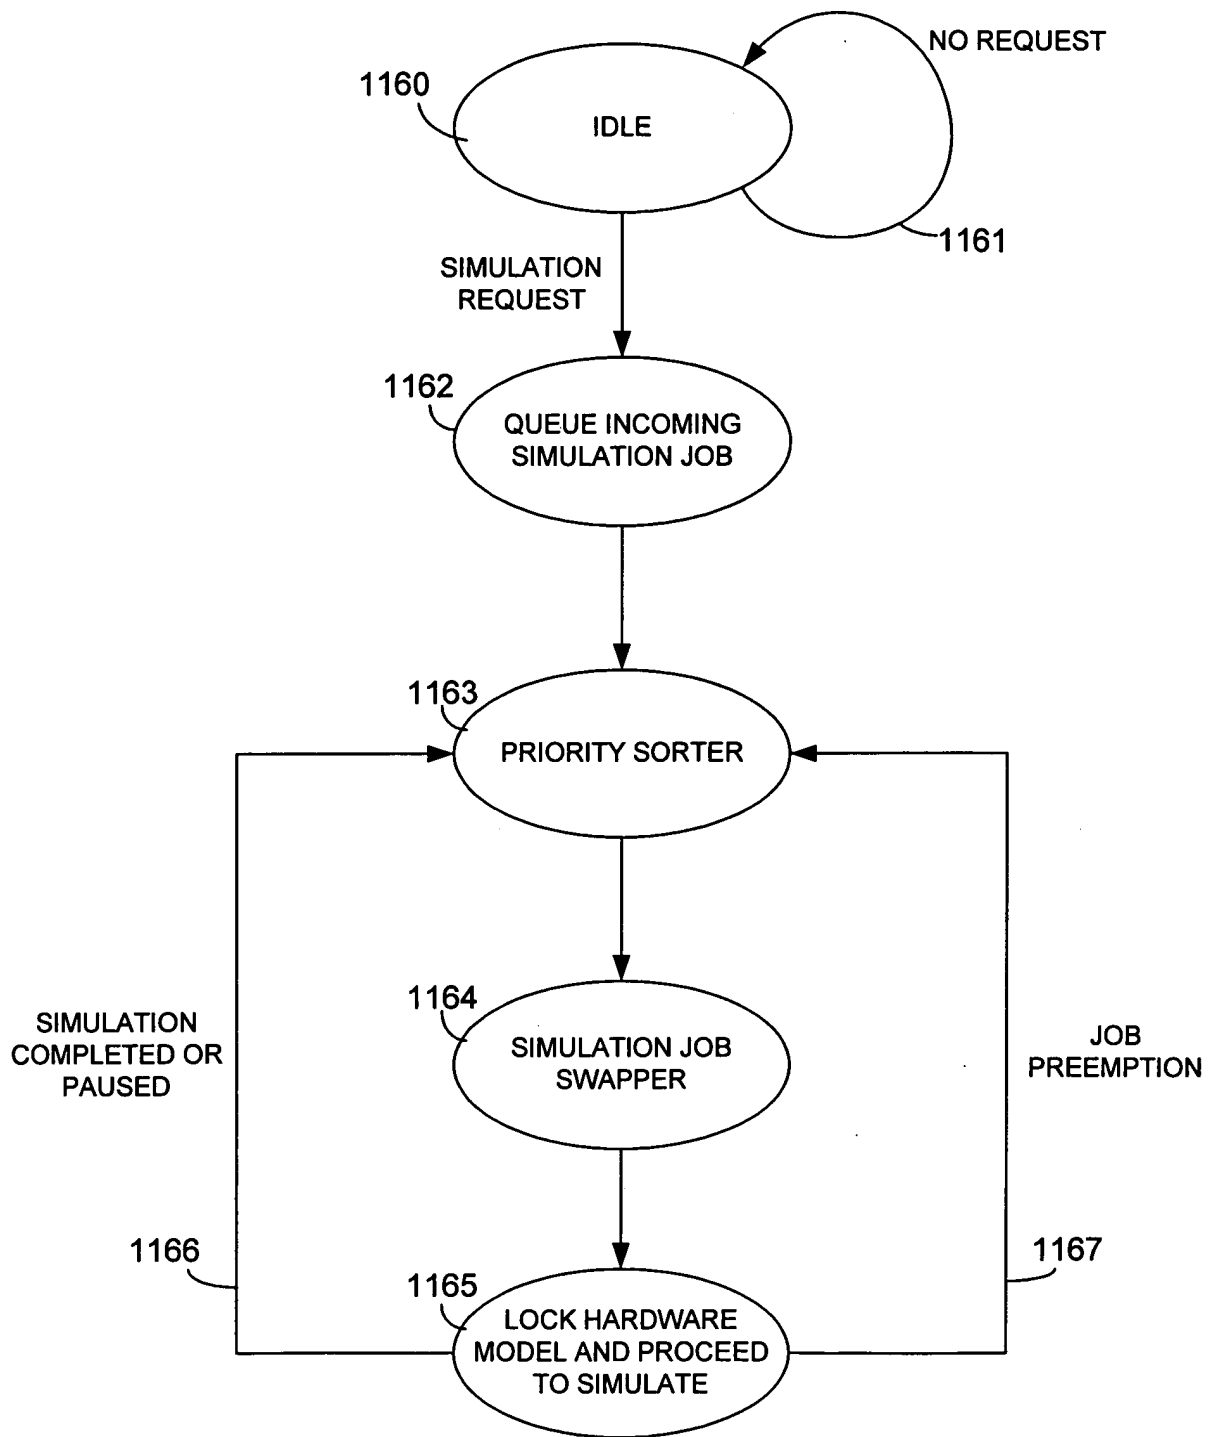 NO REQUEST
1160
IDLE
1161
SIMULATION
REQUEST
1162
QUEUE INCOMING
SIMULATION JOB
1163
PRIORITY SORTER
1164
SIMULATION JOB
SWAPPER
SIMULATION
COMPLETED OR
PAUSED
JOB
PREEMPTION
1166
1167
1165
LOCK HARDWARE
MODEL AND PROCEED
TO SIMULATE